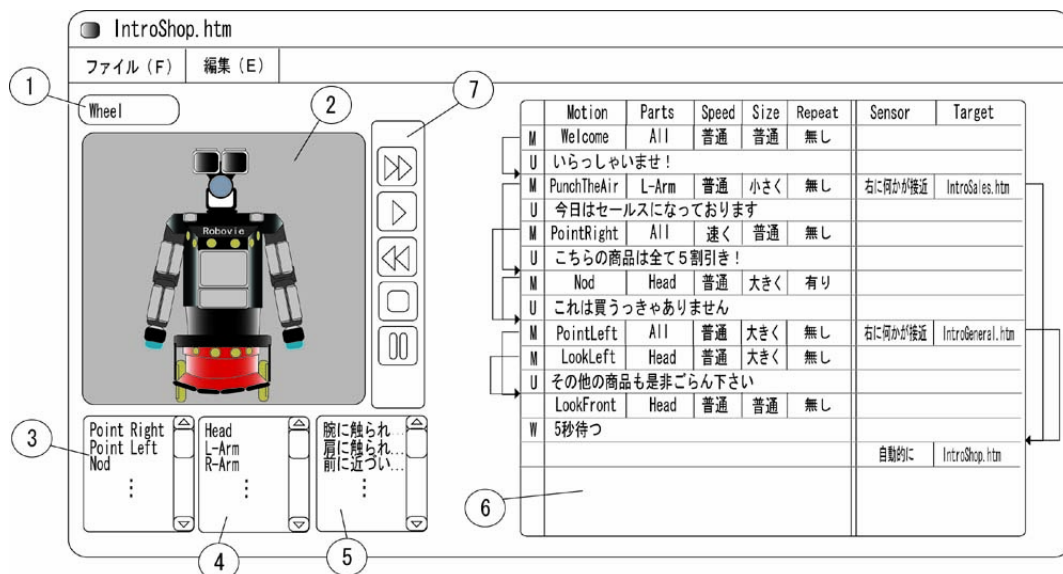 IntroShop.htm
ファイル（F） 編集（E）
1
Wheel
2
7
Robovie
Motion Parts Speed Size Repeat Sensor Target
M Welcome All 普通 普通 無し
U いらっしゃいませ！
M PunchTheAir L-Arm 普通 小さく 無し 右に何かが接近 IntroSales.htm
U 今日はセールスになっております
M PointRight All 速く 普通 無し
U こちらの商品は全て５割引き！
M Nod Head 普通 大きく 有り
U これは買うっきゃありません
M PointLeft All 普通 大きく 無し 右に何かが接近 IntroGeneral.htm
M LookLeft Head 普通 大きく 無し
U その他の商品も是非ごらん下さい
LookFront Head 普通 普通 無し
W 5秒待つ
自動的に IntroShop.htm
3
Point Right
Point Left
Nod
⋮
Head
L-Arm
R-Arm
⋮
腕に触られ...
肩に触られ...
前に近づい...
⋮
4
5
6